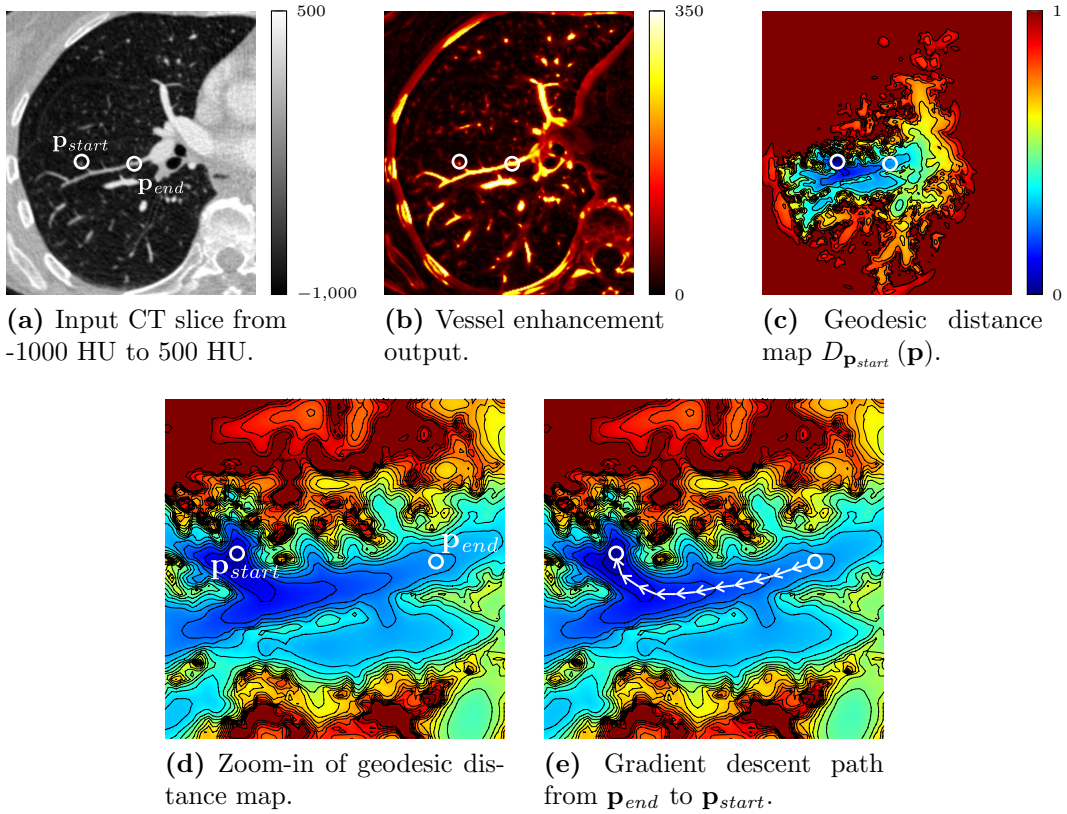 500
−1,000
p_start
p_end
350
0
1
0
(a) Input CT slice from
-1000 HU to 500 HU.
(b) Vessel enhancement
output.
(c) Geodesic distance
map D_{p_start} (p).
p_start
p_end
(d) Zoom-in of geodesic dis-
tance map.
(e) Gradient descent path
from p_end to p_start.